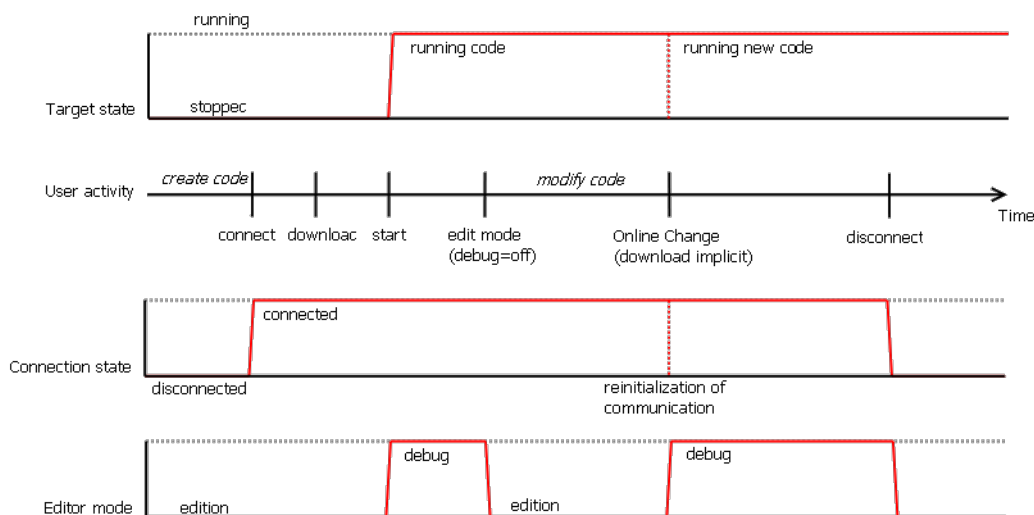 running
running code
running new code
Target state
stoppec
create code
modify code
User activity
Time
connect
downloac
start
edit mode
(debug=off)
Online Change
(download implicit)
disconnect
connected
Connection state
disconnected
reinitialization of
communication
debug
debug
Editor mode
edition
edition